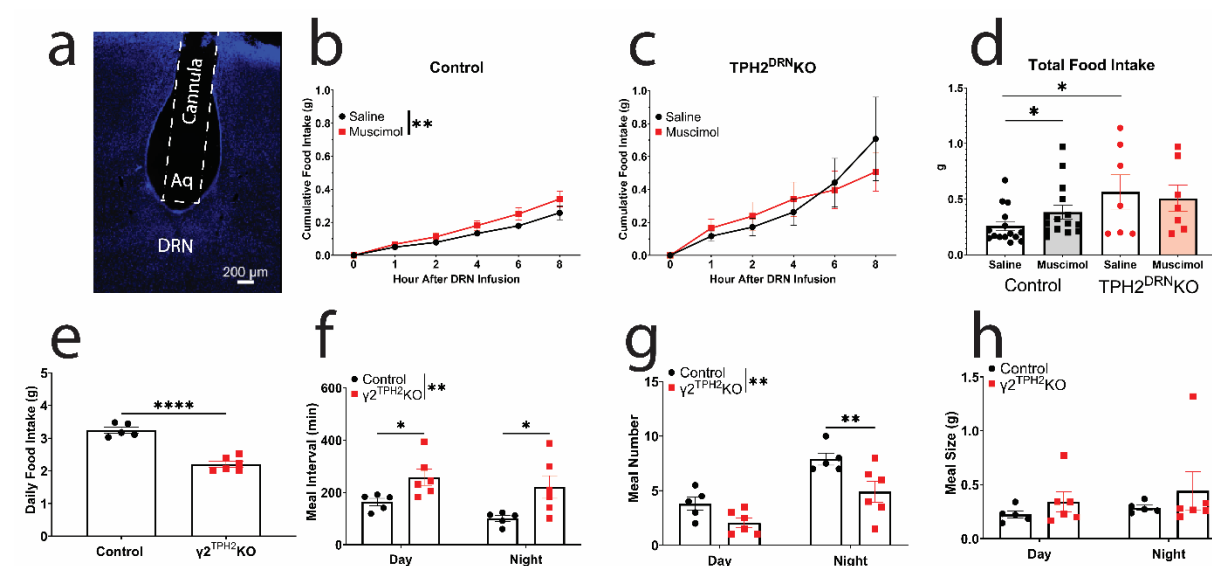 a
Cannula
Aq
DRN
200 µm
b
Control
Cumulative Food Intake (g)
1.0
0.8
0.6
0.4
0.2
0.0
Saline
Muscimol
**
0 1 2 4 6 8
Hour After DRN Infusion
c
TPH2DRNKO
Cumulative Food Intake (g)
1.0
0.8
0.6
0.4
0.2
0.0
Saline
Muscimol
0 1 2 4 6 8
Hour After DRN Infusion
d
Total Food Intake
g
1.5
1.0
0.5
0.0
*
*
Saline Muscimol Saline Muscimol
Control TPH2DRNKO
e
Daily Food Intake (g)
5
4
3
2
1
0
****
Control γ2TPH2KO
f
Control
γ2TPH2KO
**
Meal Interval (min)
600
400
200
0
* *
Day Night
g
Control
γ2TPH2KO
**
Meal Number
15
10
5
0
**
Day Night
h
Control
γ2TPH2KO
Meal Size (g)
1.5
1.0
0.5
0.0
Day Night